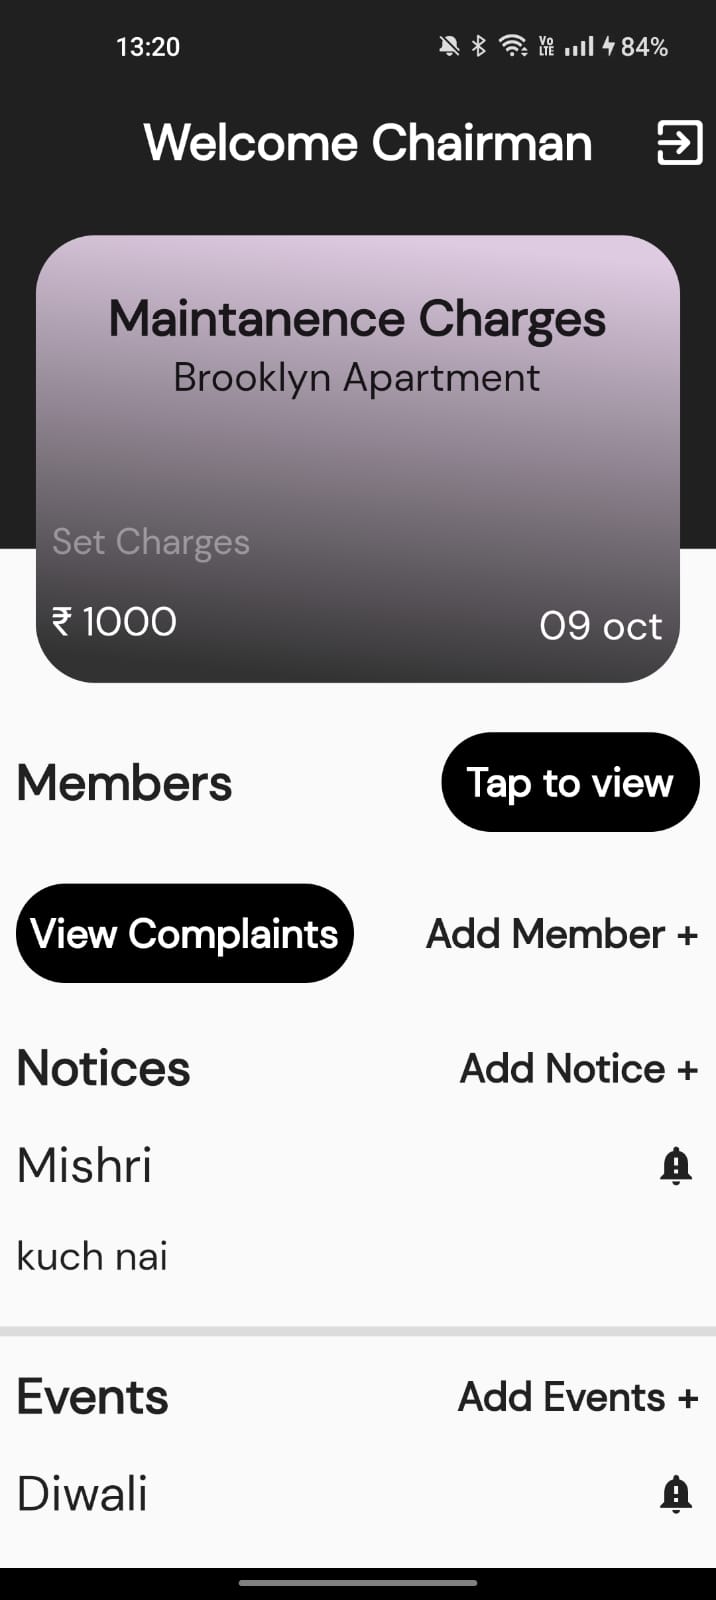 13:20 Vo LTE 84%
Welcome Chairman
Maintanence Charges
Brooklyn Apartment
Set Charges
₹ 1000 09 oct
Members Tap to view
View Complaints Add Member +
Notices Add Notice +
Mishri
kuch nai
Events Add Events +
Diwali